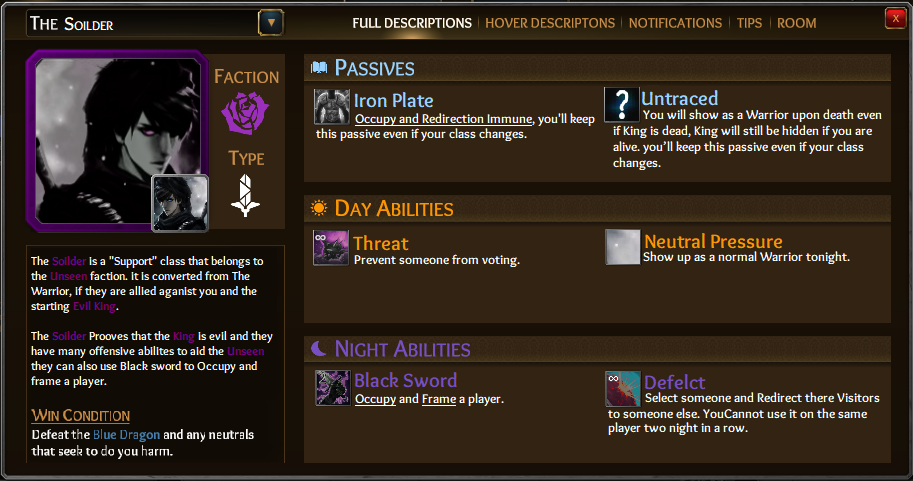 The Soilder
FULL DESCRIPTIONS
HOVER DESCRIPTONS
NOTIFICATIONS
TIPS
ROOM
x
Faction
Type
The Soilder is a "Support" class that belongs to
the Unseen faction. It is converted from The
Warrior, if they are allied aganist you and the
starting Evil King.
The Soilder Prooves that the King is evil and they
have many offensive abilites to aid the Unseen
they can also use Black sword to Occupy and
frame a player.
Win Condition
Defeat the Blue Dragon and any neutrals
that seek to do you harm.
Passives
Iron Plate
Occupy and Redirection Immune, you'll keep
this passive even if your class changes.
?
Untraced
You will show as a Warrior upon death even
if King is dead, King will still be hidden if you are
alive. you'll keep this passive even if your class
changes.
Day Abilities
∞
Threat
Prevent someone from voting.
Neutral Pressure
Show up as a normal Warrior tonight.
Night Abilities
Black Sword
Occupy and Frame a player.
∞
Defelct
Select someone and Redirect there Visitors
to someone else. YouCannot use it on the same
player two night in a row.